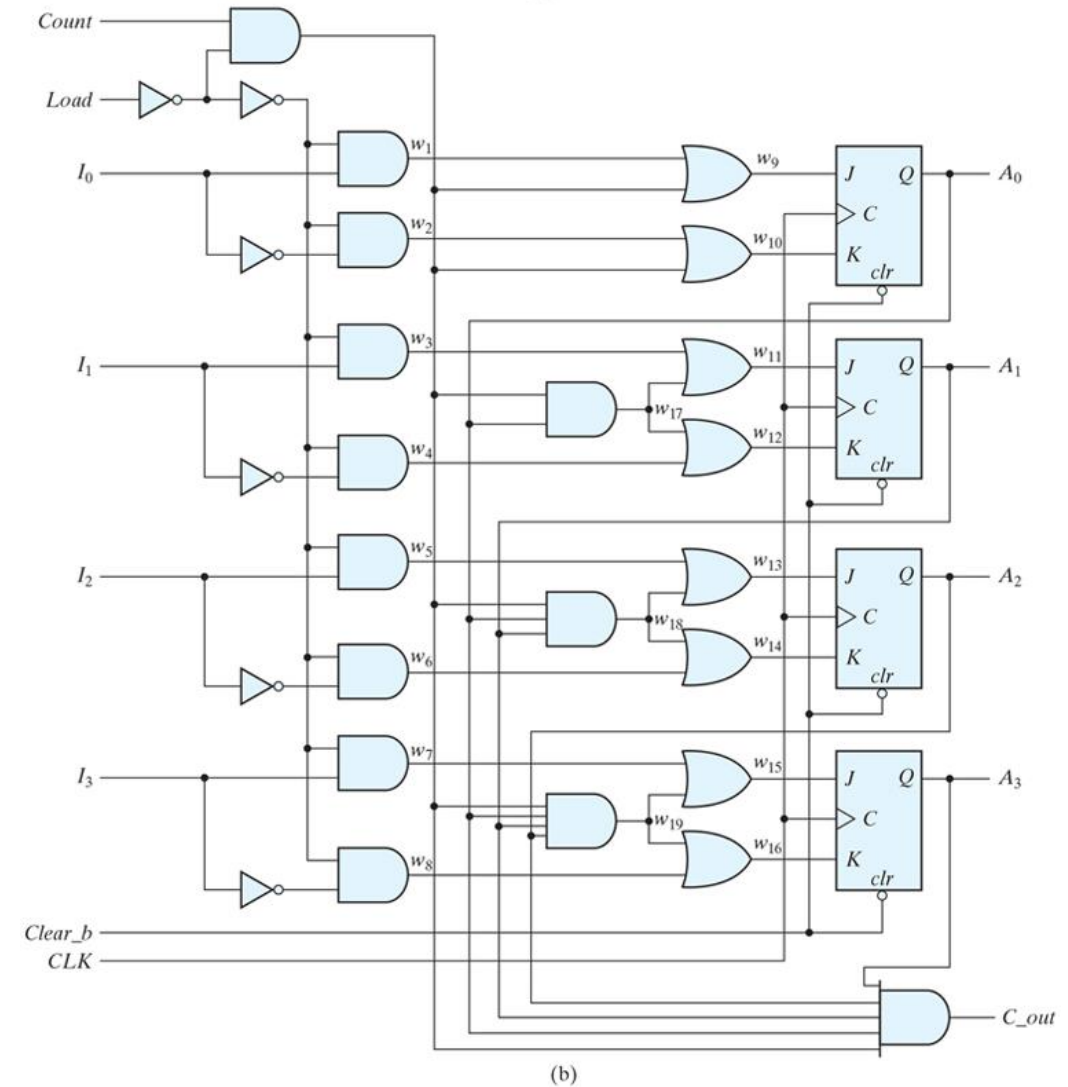 Count
Load
w₁
w₉
I₀
J Q A₀
C
w₂
w₁₀
K
clr
w₃
w₁₁
I₁
J Q A₁
C
w₁₇
w₄
w₁₂
K
clr
w₅
w₁₃
I₂
J Q A₂
C
w₁₈
w₆
w₁₄
K
clr
w₇
w₁₅
I₃
J Q A₃
C
w₁₉
w₈
w₁₆
K
clr
Clear_b
CLK
C_out
(b)